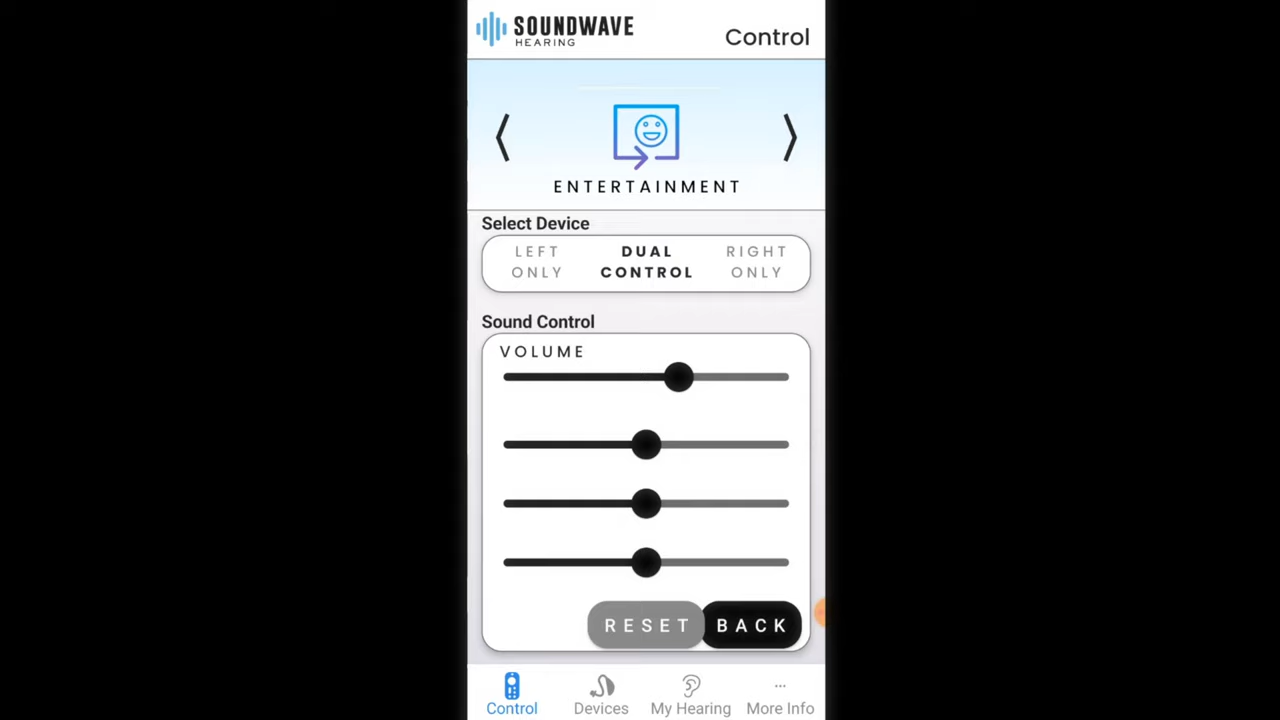 SOUNDWAVE
HEARING
Control
ENTERTAINMENT
Select Device
LEFT ONLY
DUAL CONTROL
RIGHT ONLY
Sound Control
VOLUME
RESET
BACK
Control
Devices
My Hearing
More Info